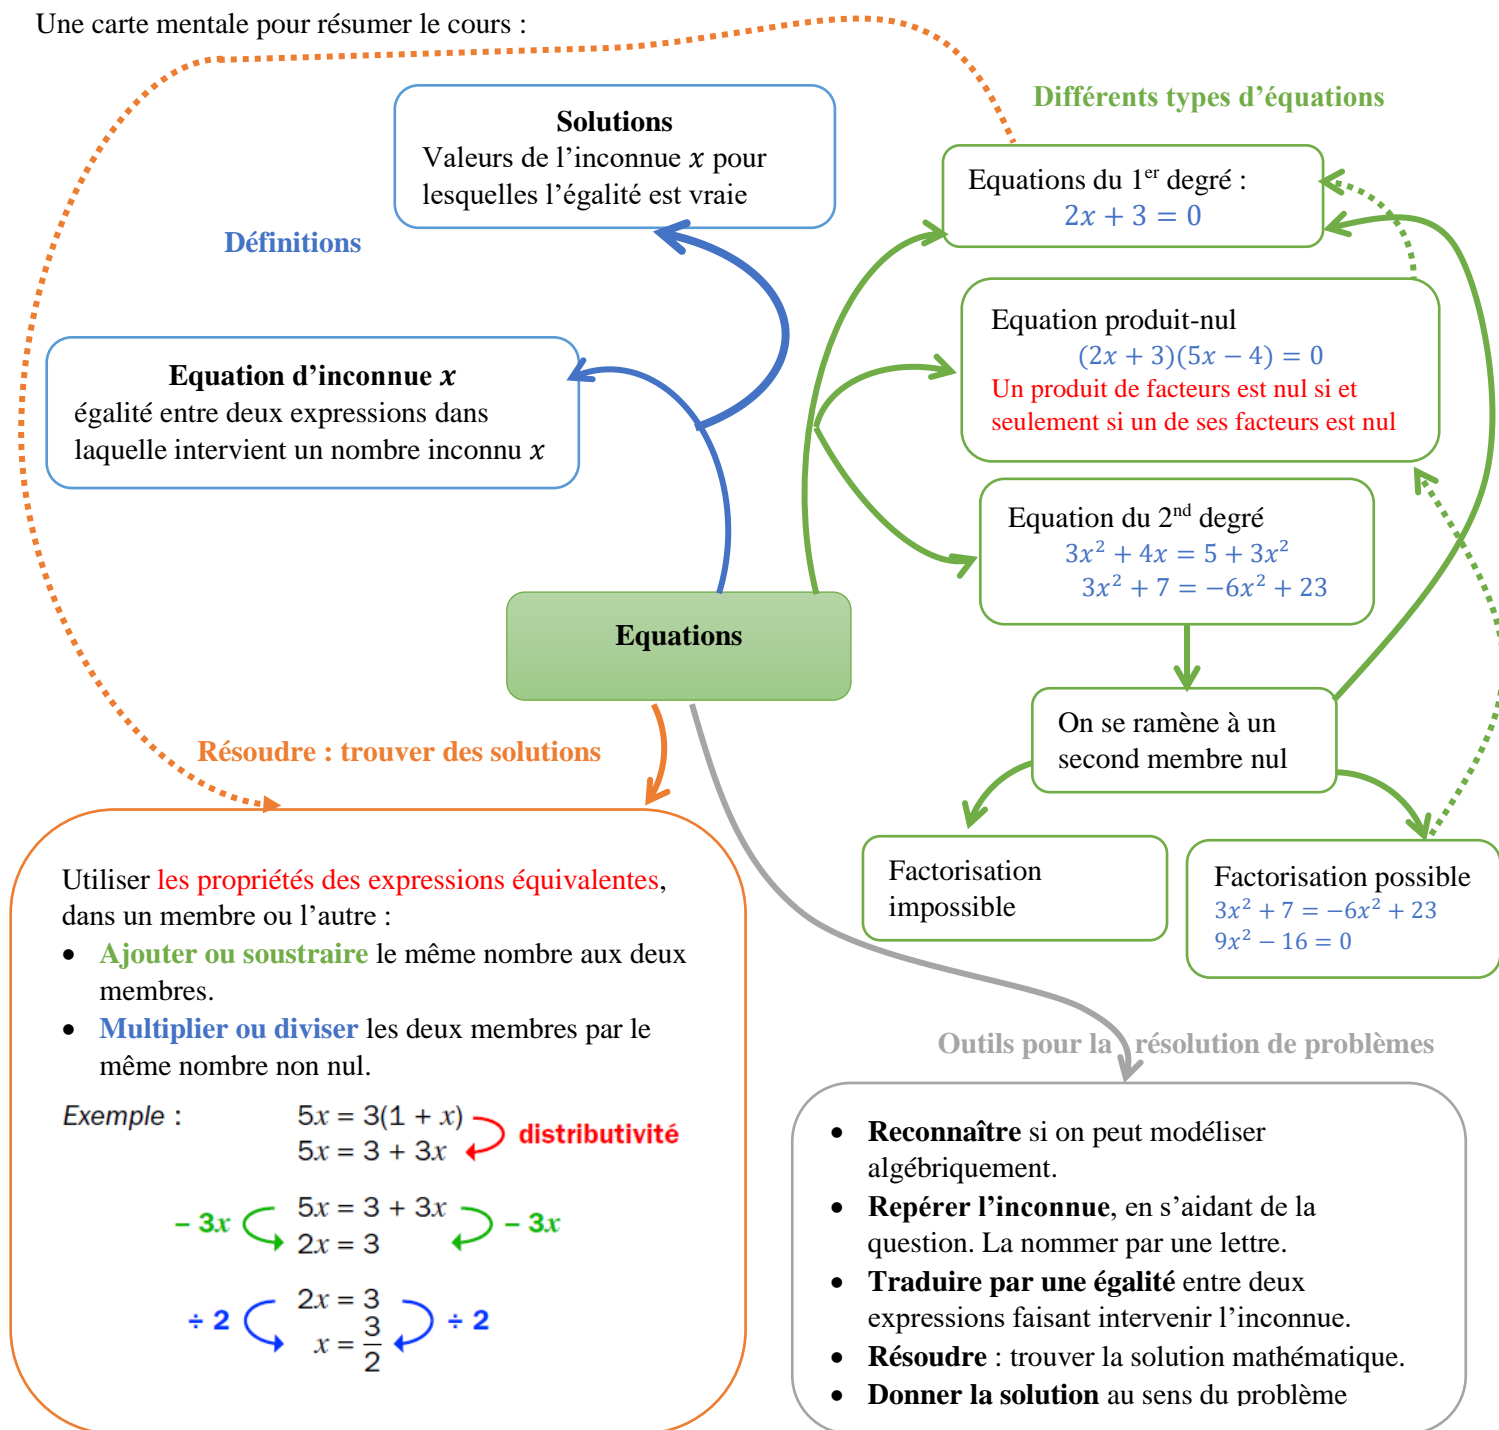 Une carte mentale pour résumer le cours :
Différents types d’équations
Solutions
Valeurs de l’inconnue x pour
lesquelles l’égalité est vraie
Définitions
Equation d’inconnue x
égalité entre deux expressions dans
laquelle intervient un nombre inconnu x
Equations du 1er degré :
2x + 3 = 0
Equation produit-nul
(2x + 3)(5x − 4) = 0
Un produit de facteurs est nul si et
seulement si un de ses facteurs est nul
Equation du 2nd degré
3x² + 4x = 5 + 3x²
3x² + 7 = −6x² + 23
Equations
On se ramène à un
second membre nul
Factorisation
impossible
Factorisation possible
3x² + 7 = −6x² + 23
9x² − 16 = 0
Résoudre : trouver des solutions
Utiliser les propriétés des expressions équivalentes,
dans un membre ou l’autre :
• Ajouter ou soustraire le même nombre aux deux
membres.
• Multiplier ou diviser les deux membres par le
même nombre non nul.
Exemple : 5x = 3(1 + x)
5x = 3 + 3x distributivité
5x = 3 + 3x
− 3x − 3x
2x = 3
2x = 3
÷ 2 ÷ 2
x = 3/2
Outils pour la résolution de problèmes
• Reconnaître si on peut modéliser
algébriquement.
• Repérer l’inconnue, en s’aidant de la
question. La nommer par une lettre.
• Traduire par une égalité entre deux
expressions faisant intervenir l’inconnue.
• Résoudre : trouver la solution mathématique.
• Donner la solution au sens du problème